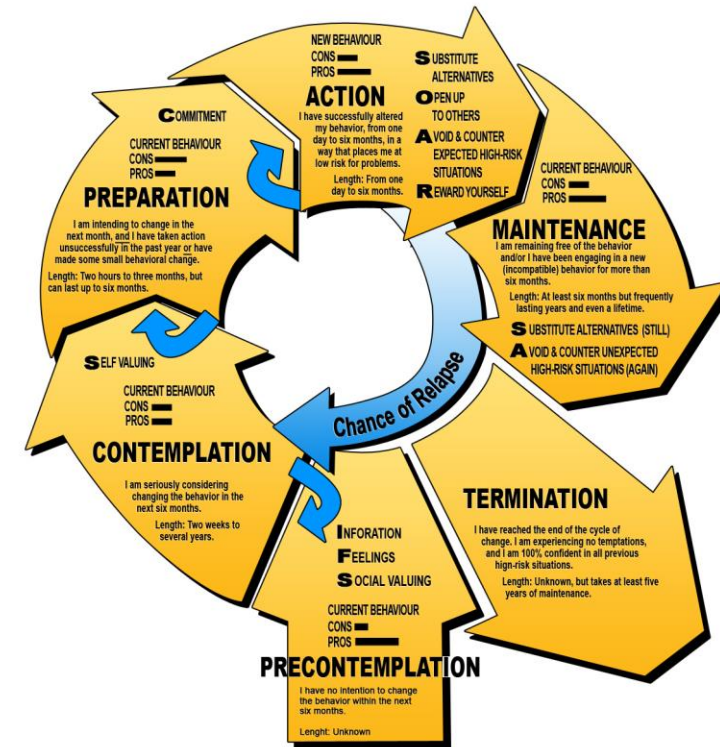 NEW BEHAVIOUR
CONS
PROS
ACTION
I have successfully altered
my behavior, from one
day to six months, in a
way that places me at
low risk for problems.
Length: From one
day to six months.
SUBSTITUTE
ALTERNATIVES
OPEN UP
TO OTHERS
AVOID & COUNTER
EXPECTED HIGH-RISK
SITUATIONS
REWARD YOURSELF
COMMITMENT
CURRENT BEHAVIOUR
CONS
PROS
PREPARATION
I am intending to change in the
next month, and I have taken action
unsuccessfully in the past year or have
made some small behavioral change.
Length: Two hours to three months, but
can last up to six months.
CURRENT BEHAVIOUR
CONS
PROS
MAINTENANCE
I am remaining free of the behavior
and/or I have been engaging in a new
(incompatible) behavior for more than
six months.
Length: At least six months but frequently
lasting years and even a lifetime.
SUBSTITUTE ALTERNATIVES (STILL)
AVOID & COUNTER UNEXPECTED
HIGH-RISK SITUATIONS (AGAIN)
Chance of Relapse
SELF VALUING
CURRENT BEHAVIOUR
CONS
PROS
CONTEMPLATION
I am seriously considering
changing the behavior in the
next six months.
Length: Two weeks to
several years.
TERMINATION
I have reached the end of the cycle of
change. I am experiencing no temptations,
and I am 100% confident in all previous
high-risk situations.
Length: Unknown, but takes at least five
years of maintenance.
INFORATION
FEELINGS
SOCIAL VALUING
CURRENT BEHAVIOUR
CONS
PROS
PRECONTEMPLATION
I have no intention to change
the behavior within the next
six months.
Lenght: Unknown